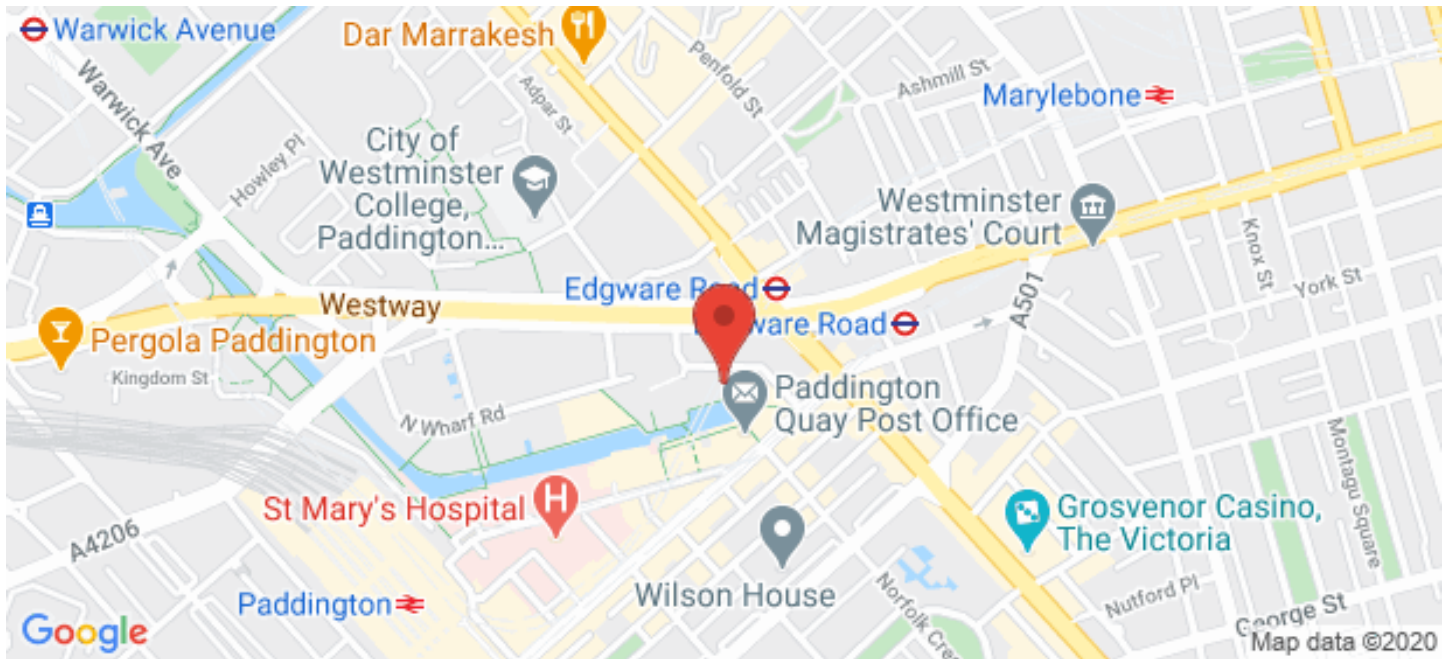 Warwick Avenue
Dar Marrakesh
Penfold St
Ashmill St
Marylebone
Warwick Ave
Adpar St
City of
Westminster
College,
Paddington...
Howley Pl
Westminster
Magistrates' Court
Knox St
York St
Edgware Road
Westway
A501
ware Road
Pergola Paddington
Kingdom St
Paddington
Quay Post Office
N Wharf Rd
Montagu Square
St Mary's Hospital
Grosvenor Casino,
The Victoria
A4206
Wilson House
Paddington
Norfolk Cre
Nutford Pl
George St
Google
Map data ©2020